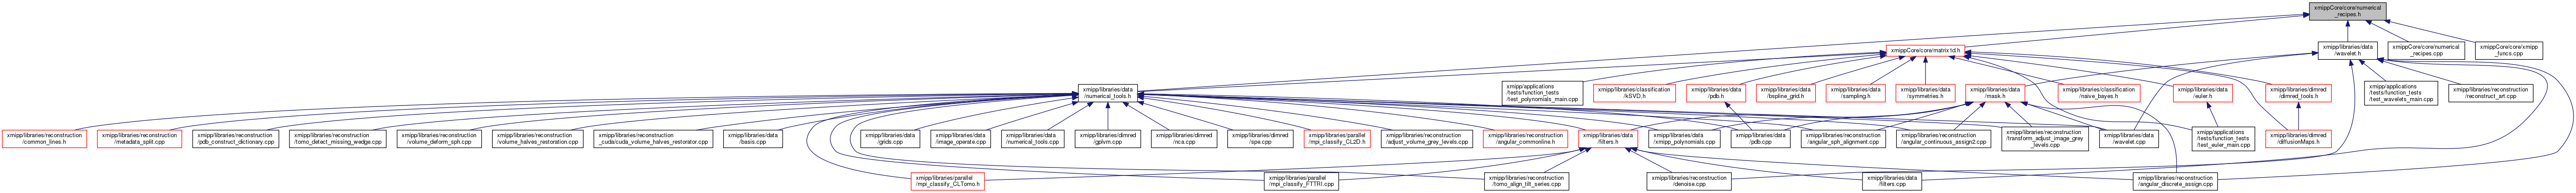 xmippCore/core/numerical
_recipes.h
xmippCore/core/matrix1d.h
xmipp/libraries/data
/wavelet.h
xmippCore/core/numerical
_recipes.cpp
xmippCore/core/xmipp
_funcs.cpp
xmipp/libraries/data
/numerical_tools.h
xmipp/applications
/tests/function_tests
/test_polynomials_main.cpp
xmipp/libraries/classification
/kSVD.h
xmipp/libraries/data
/pdb.h
xmipp/libraries/data
/bspline_grid.h
xmipp/libraries/data
/sampling.h
xmipp/libraries/data
/symmetries.h
xmipp/libraries/data
/mask.h
xmipp/libraries/classification
/naive_bayes.h
xmipp/libraries/data
/euler.h
xmipp/libraries/dimred
/dimred_tools.h
xmipp/applications
/tests/function_tests
/test_wavelets_main.cpp
xmipp/libraries/reconstruction
/reconstruct_art.cpp
xmipp/libraries/reconstruction
/common_lines.h
xmipp/libraries/reconstruction
/metadata_split.cpp
xmipp/libraries/reconstruction
/pdb_construct_dictionary.cpp
xmipp/libraries/reconstruction
/tomo_detect_missing_wedge.cpp
xmipp/libraries/reconstruction
/volume_deform_sph.cpp
xmipp/libraries/reconstruction
/volume_halves_restoration.cpp
xmipp/libraries/reconstruction
_cuda/cuda_volume_halves_restorator.cpp
xmipp/libraries/data
/basis.cpp
xmipp/libraries/data
/grids.cpp
xmipp/libraries/data
/image_operate.cpp
xmipp/libraries/data
/numerical_tools.cpp
xmipp/libraries/dimred
/gplvm.cpp
xmipp/libraries/dimred
/nca.cpp
xmipp/libraries/dimred
/spe.cpp
xmipp/libraries/parallel
/mpi_classify_CL2D.h
xmipp/libraries/reconstruction
/adjust_volume_grey_levels.cpp
xmipp/libraries/reconstruction
/angular_commonline.h
xmipp/libraries/data
/filters.h
xmipp/libraries/data
/xmipp_polynomials.cpp
xmipp/libraries/data
/pdb.cpp
xmipp/libraries/reconstruction
/angular_sph_alignment.cpp
xmipp/libraries/reconstruction
/angular_continuous_assign2.cpp
xmipp/libraries/reconstruction
/transform_adjust_image_grey
_levels.cpp
xmipp/libraries/data
/wavelet.cpp
xmipp/applications
/tests/function_tests
/test_euler_main.cpp
xmipp/libraries/dimred
/diffusionMaps.h
xmipp/libraries/parallel
/mpi_classify_CLTomo.h
xmipp/libraries/parallel
/mpi_classify_FTTRI.cpp
xmipp/libraries/reconstruction
/tomo_align_tilt_series.cpp
xmipp/libraries/reconstruction
/denoise.cpp
xmipp/libraries/data
/filters.cpp
xmipp/libraries/reconstruction
/angular_discrete_assign.cpp